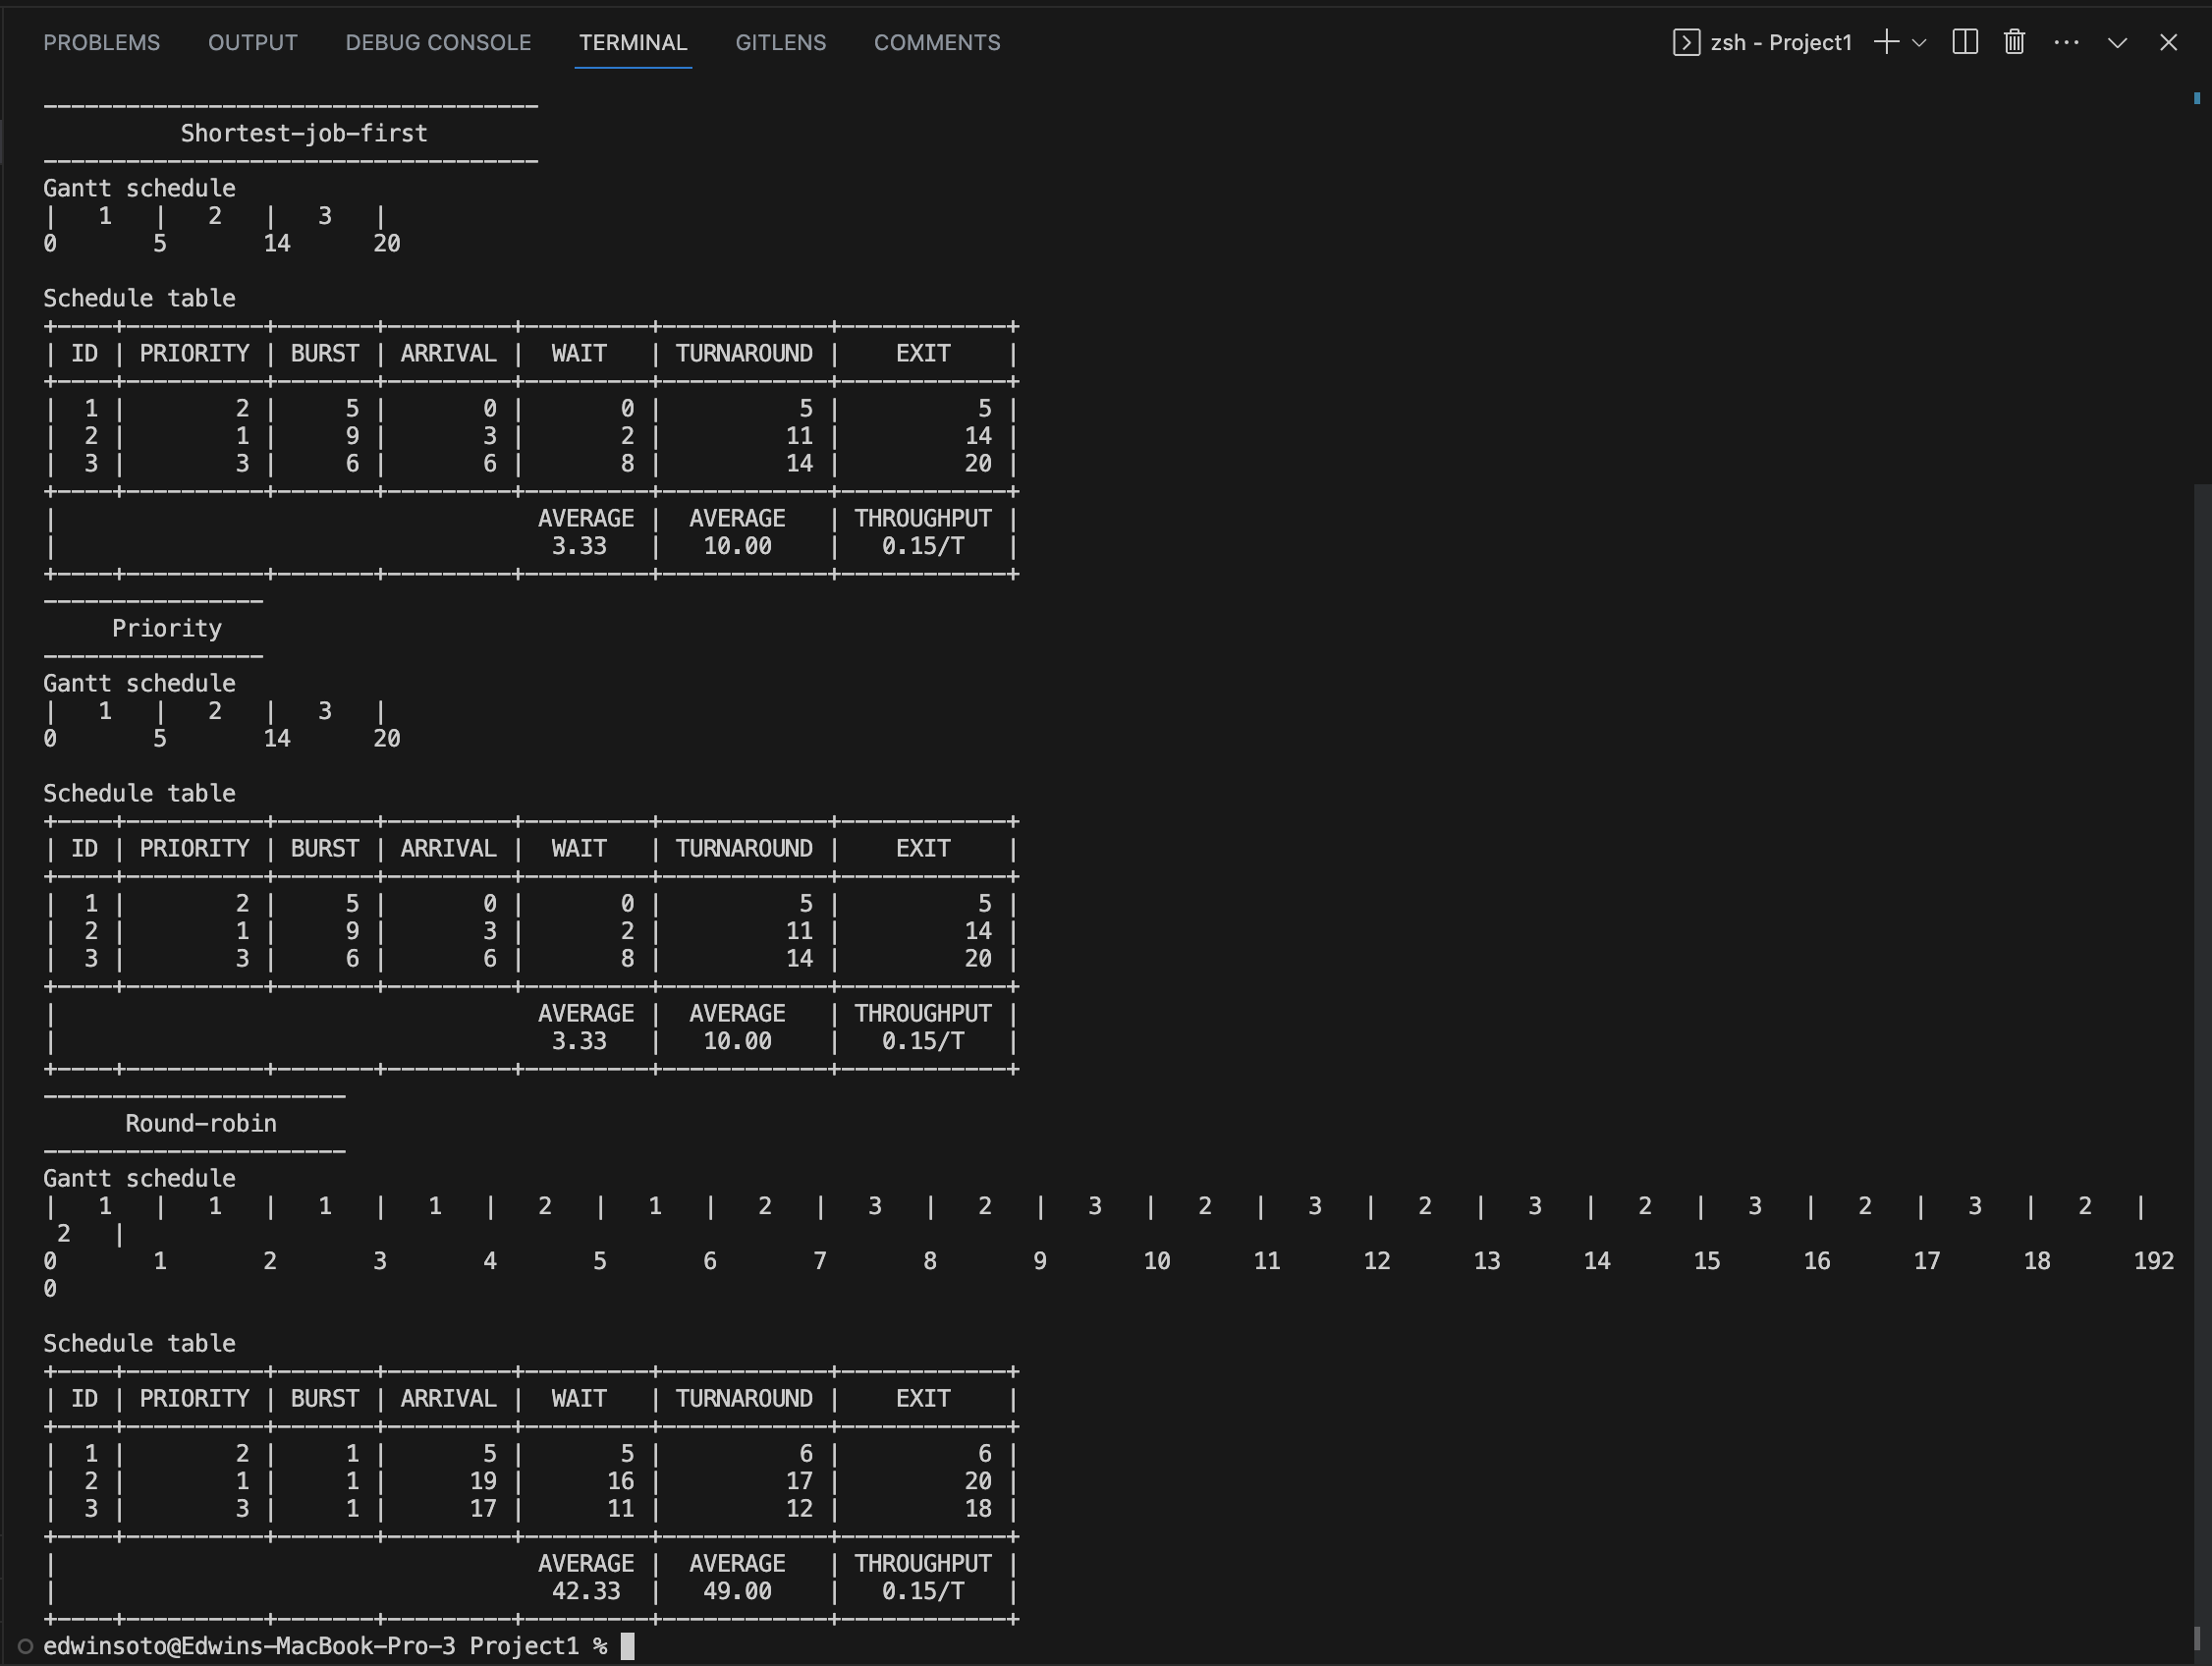 PROBLEMS OUTPUT DEBUG CONSOLE TERMINAL GITLENS COMMENTS zsh - Project1
------------------------------------
          Shortest-job-first
------------------------------------
Gantt schedule
|   1   |   2   |   3   |
0       5       14      20

Schedule table
+----+----------+-------+---------+---------+------------+------------+
| ID | PRIORITY | BURST | ARRIVAL |  WAIT   | TURNAROUND |    EXIT    |
+----+----------+-------+---------+---------+------------+------------+
|  1 |        2 |     5 |       0 |       0 |          5 |          5 |
|  2 |        1 |     9 |       3 |       2 |         11 |         14 |
|  3 |        3 |     6 |       6 |       8 |         14 |         20 |
+----+----------+-------+---------+---------+------------+------------+
|                                   AVERAGE |  AVERAGE   | THROUGHPUT |
|                                    3.33   |   10.00    |   0.15/T   |
+----+----------+-------+---------+---------+------------+------------+
----------------
     Priority
----------------
Gantt schedule
|   1   |   2   |   3   |
0       5       14      20

Schedule table
+----+----------+-------+---------+---------+------------+------------+
| ID | PRIORITY | BURST | ARRIVAL |  WAIT   | TURNAROUND |    EXIT    |
+----+----------+-------+---------+---------+------------+------------+
|  1 |        2 |     5 |       0 |       0 |          5 |          5 |
|  2 |        1 |     9 |       3 |       2 |         11 |         14 |
|  3 |        3 |     6 |       6 |       8 |         14 |         20 |
+----+----------+-------+---------+---------+------------+------------+
|                                   AVERAGE |  AVERAGE   | THROUGHPUT |
|                                    3.33   |   10.00    |   0.15/T   |
+----+----------+-------+---------+---------+------------+------------+
----------------------
      Round-robin
----------------------
Gantt schedule
|   1   |   1   |   1   |   1   |   2   |   1   |   2   |   3   |   2   |   3   |   2   |   3   |   2   |   3   |   2   |   3   |   2   |   3   |   2   |
 2   |
0       1       2       3       4       5       6       7       8       9       10      11      12      13      14      15      16      17      18      192
0

Schedule table
+----+----------+-------+---------+---------+------------+------------+
| ID | PRIORITY | BURST | ARRIVAL |  WAIT   | TURNAROUND |    EXIT    |
+----+----------+-------+---------+---------+------------+------------+
|  1 |        2 |     1 |       5 |       5 |          6 |          6 |
|  2 |        1 |     1 |      19 |      16 |         17 |         20 |
|  3 |        3 |     1 |      17 |      11 |         12 |         18 |
+----+----------+-------+---------+---------+------------+------------+
|                                   AVERAGE |  AVERAGE   | THROUGHPUT |
|                                    42.33  |   49.00    |   0.15/T   |
+----+----------+-------+---------+---------+------------+------------+
edwinsoto@Edwins-MacBook-Pro-3 Project1 %